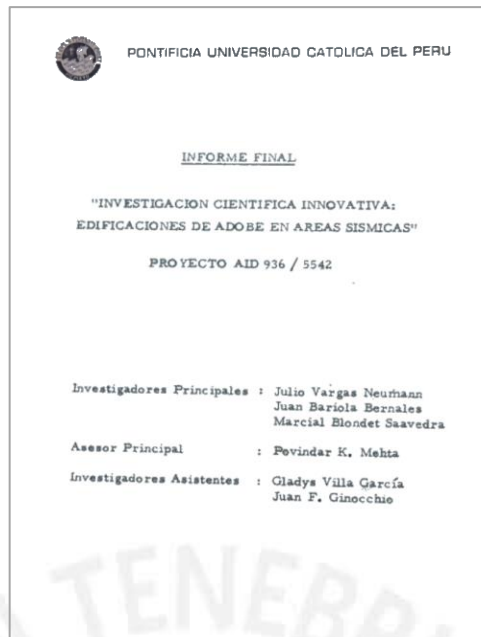 PONTIFICIA UNIVERSIDAD CATOLICA DEL PERU
INFORME FINAL
"INVESTIGACION CIENTIFICA INNOVATIVA:
EDIFICACIONES DE ADOBE EN AREAS SISMICAS"
PROYECTO AID 936 / 5542
Investigadores Principales : Julio Vargas Neumann
Juan Bariola Bernales
Marcial Blondet Saavedra
Asesor Principal : Povindar K. Mehta
Investigadores Asistentes : Gladys Villa García
Juan F. Ginocchio
TENEBR